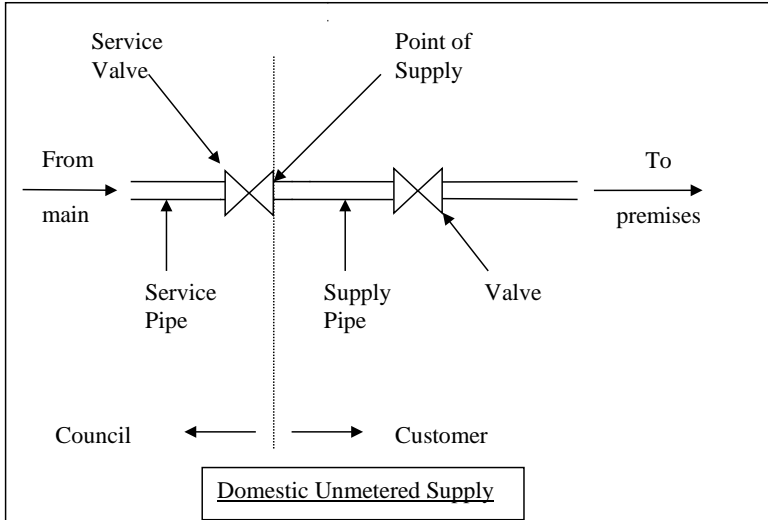 Service
Valve
Point of
Supply
From
main
To
premises
Service
Pipe
Supply
Pipe
Valve
Council
Customer
Domestic Unmetered Supply